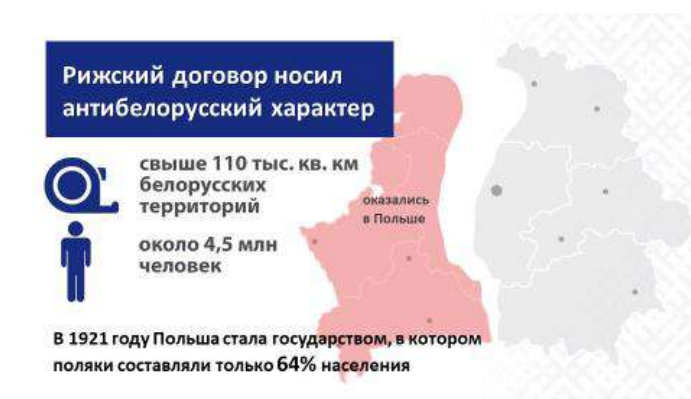 Рижский договор носил
антибелорусский характер
свыше 110 тыс. кв. км
белорусских
территорий
оказались
в Польше
около 4,5 млн
человек
В 1921 году Польша стала государством, в котором
поляки составляли только 64% населения